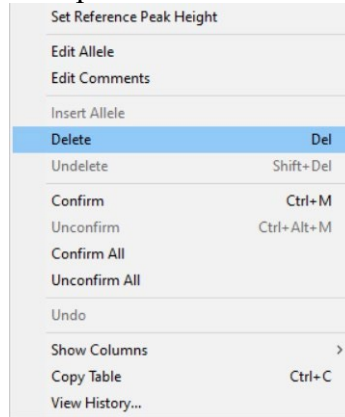 Set Reference Peak Height
Edit Allele
Edit Comments
Insert Allele
Delete Del
Undelete Shift+Del
Confirm Ctrl+M
Unconfirm Ctrl+Alt+M
Confirm All
Unconfirm All
Undo
Show Columns >
Copy Table Ctrl+C
View History...